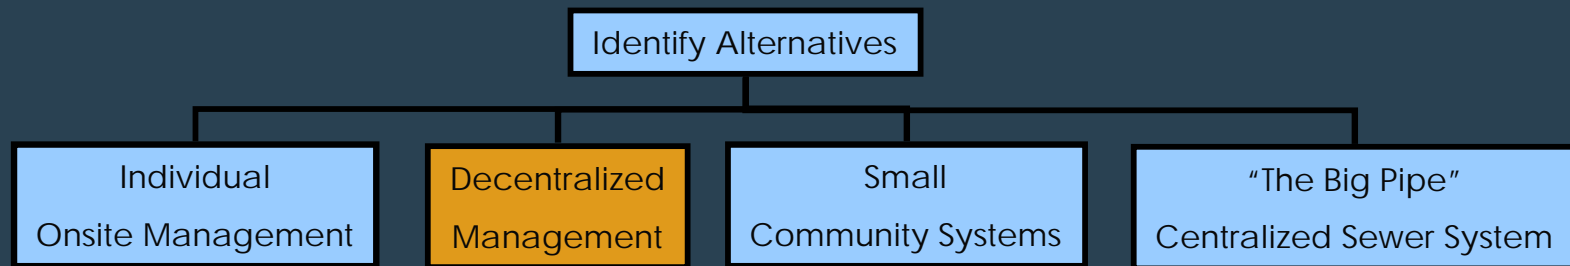 Identify Alternatives
Individual
Onsite Management
Decentralized
Management
Small
Community Systems
“The Big Pipe”
Centralized Sewer System